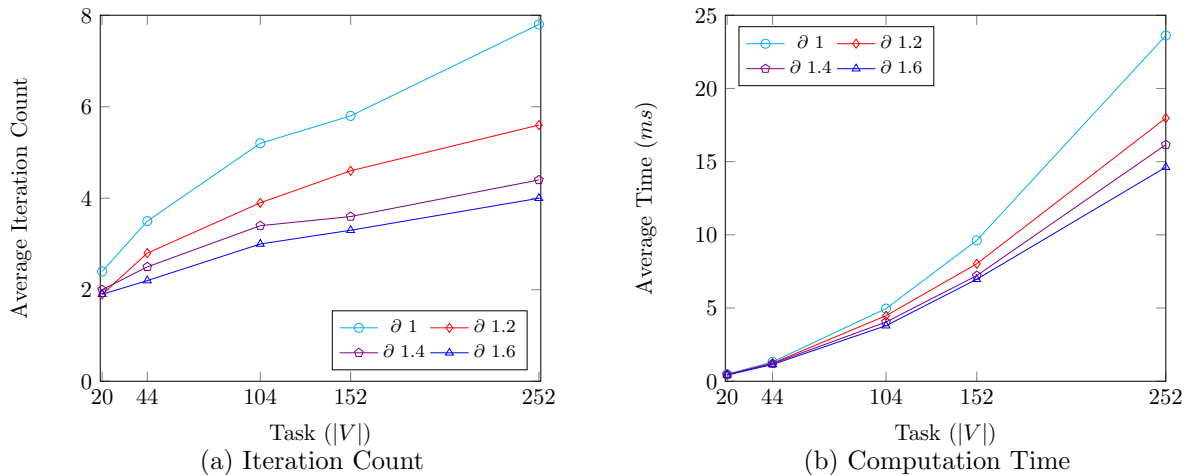 8
6
4
2
0
20 44 104 152 252
Average Iteration Count
Task (|V|)
∂ 1 ∂ 1.2
∂ 1.4 ∂ 1.6
(a) Iteration Count
25
20
15
10
5
0
20 44 104 152 252
Average Time (ms)
Task (|V|)
∂ 1 ∂ 1.2
∂ 1.4 ∂ 1.6
(b) Computation Time